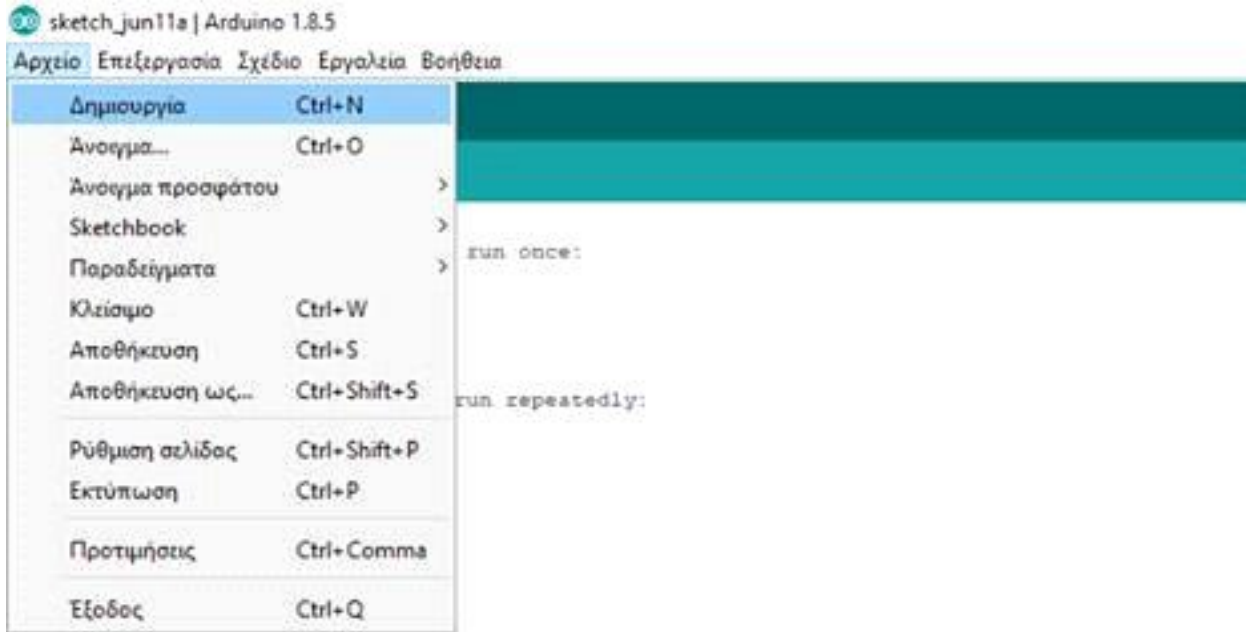 sketch_jun11a | Arduino 1.8.5
Αρχείο Επεξεργασία Σχέδιο Εργαλεία Βοήθεια
Δημιουργία Ctrl+N
Άνοιγμα... Ctrl+O
Άνοιγμα προσφάτου >
Sketchbook >
run once:
Παραδείγματα >
Κλείσιμο Ctrl+W
Αποθήκευση Ctrl+S
Αποθήκευση ως... Ctrl+Shift+S
run repeatedly:
Ρύθμιση σελίδας Ctrl+Shift+P
Εκτύπωση Ctrl+P
Προτιμήσεις Ctrl+Comma
Έξοδος Ctrl+Q